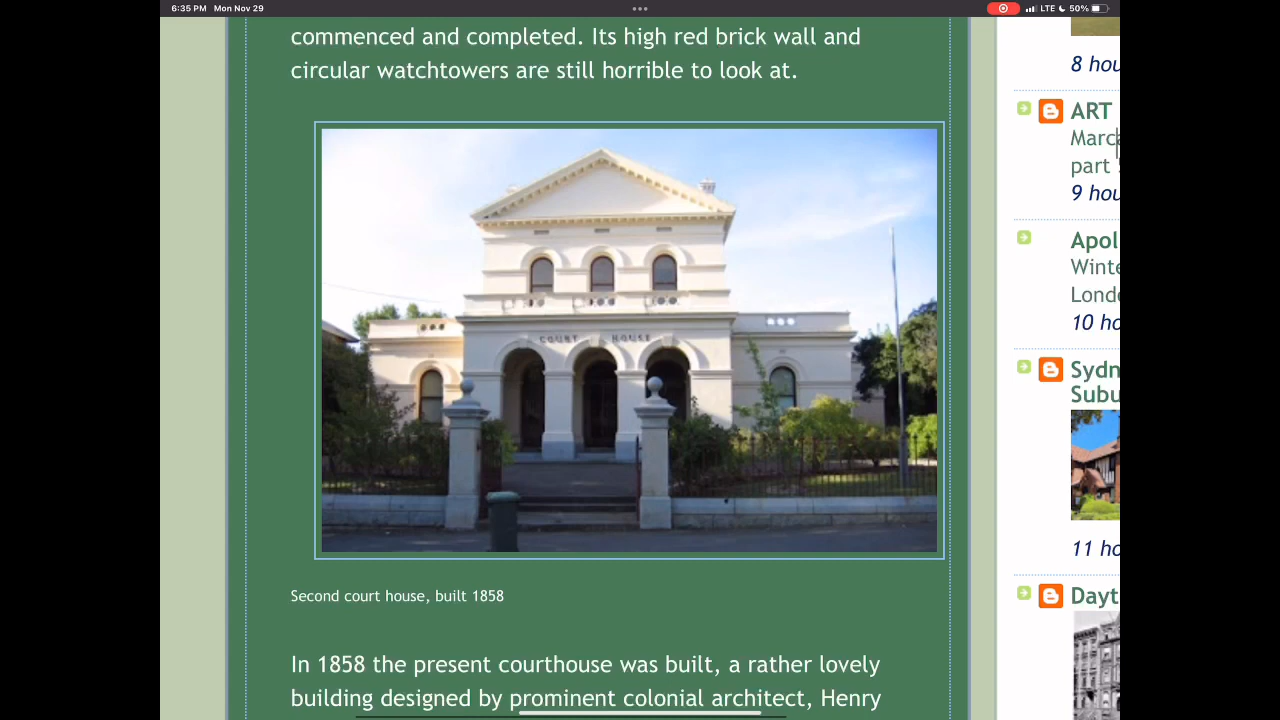 6:35 PM Mon Nov 29
LTE 50%
commenced and completed. Its high red brick wall and
circular watchtowers are still horrible to look at.
COURT HOUSE
Second court house, built 1858
In 1858 the present courthouse was built, a rather lovely
building designed by prominent colonial architect, Henry
8 hou
ART
Marc
part
9 hou
Apol
Winte
Londo
10 ho
Sydn
Subu
11 ho
Dayt